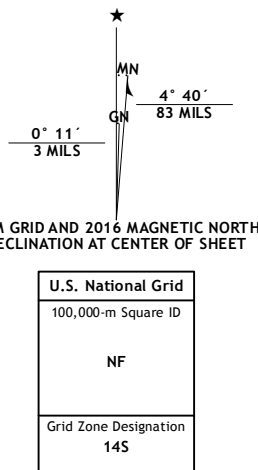 ★
MN
GN
4° 40´
83 MILS
0° 11´
3 MILS
M GRID AND 2016 MAGNETIC NORTH
ECLINATION AT CENTER OF SHEET
U.S. National Grid
100,000-m Square ID
NF
Grid Zone Designation
14S